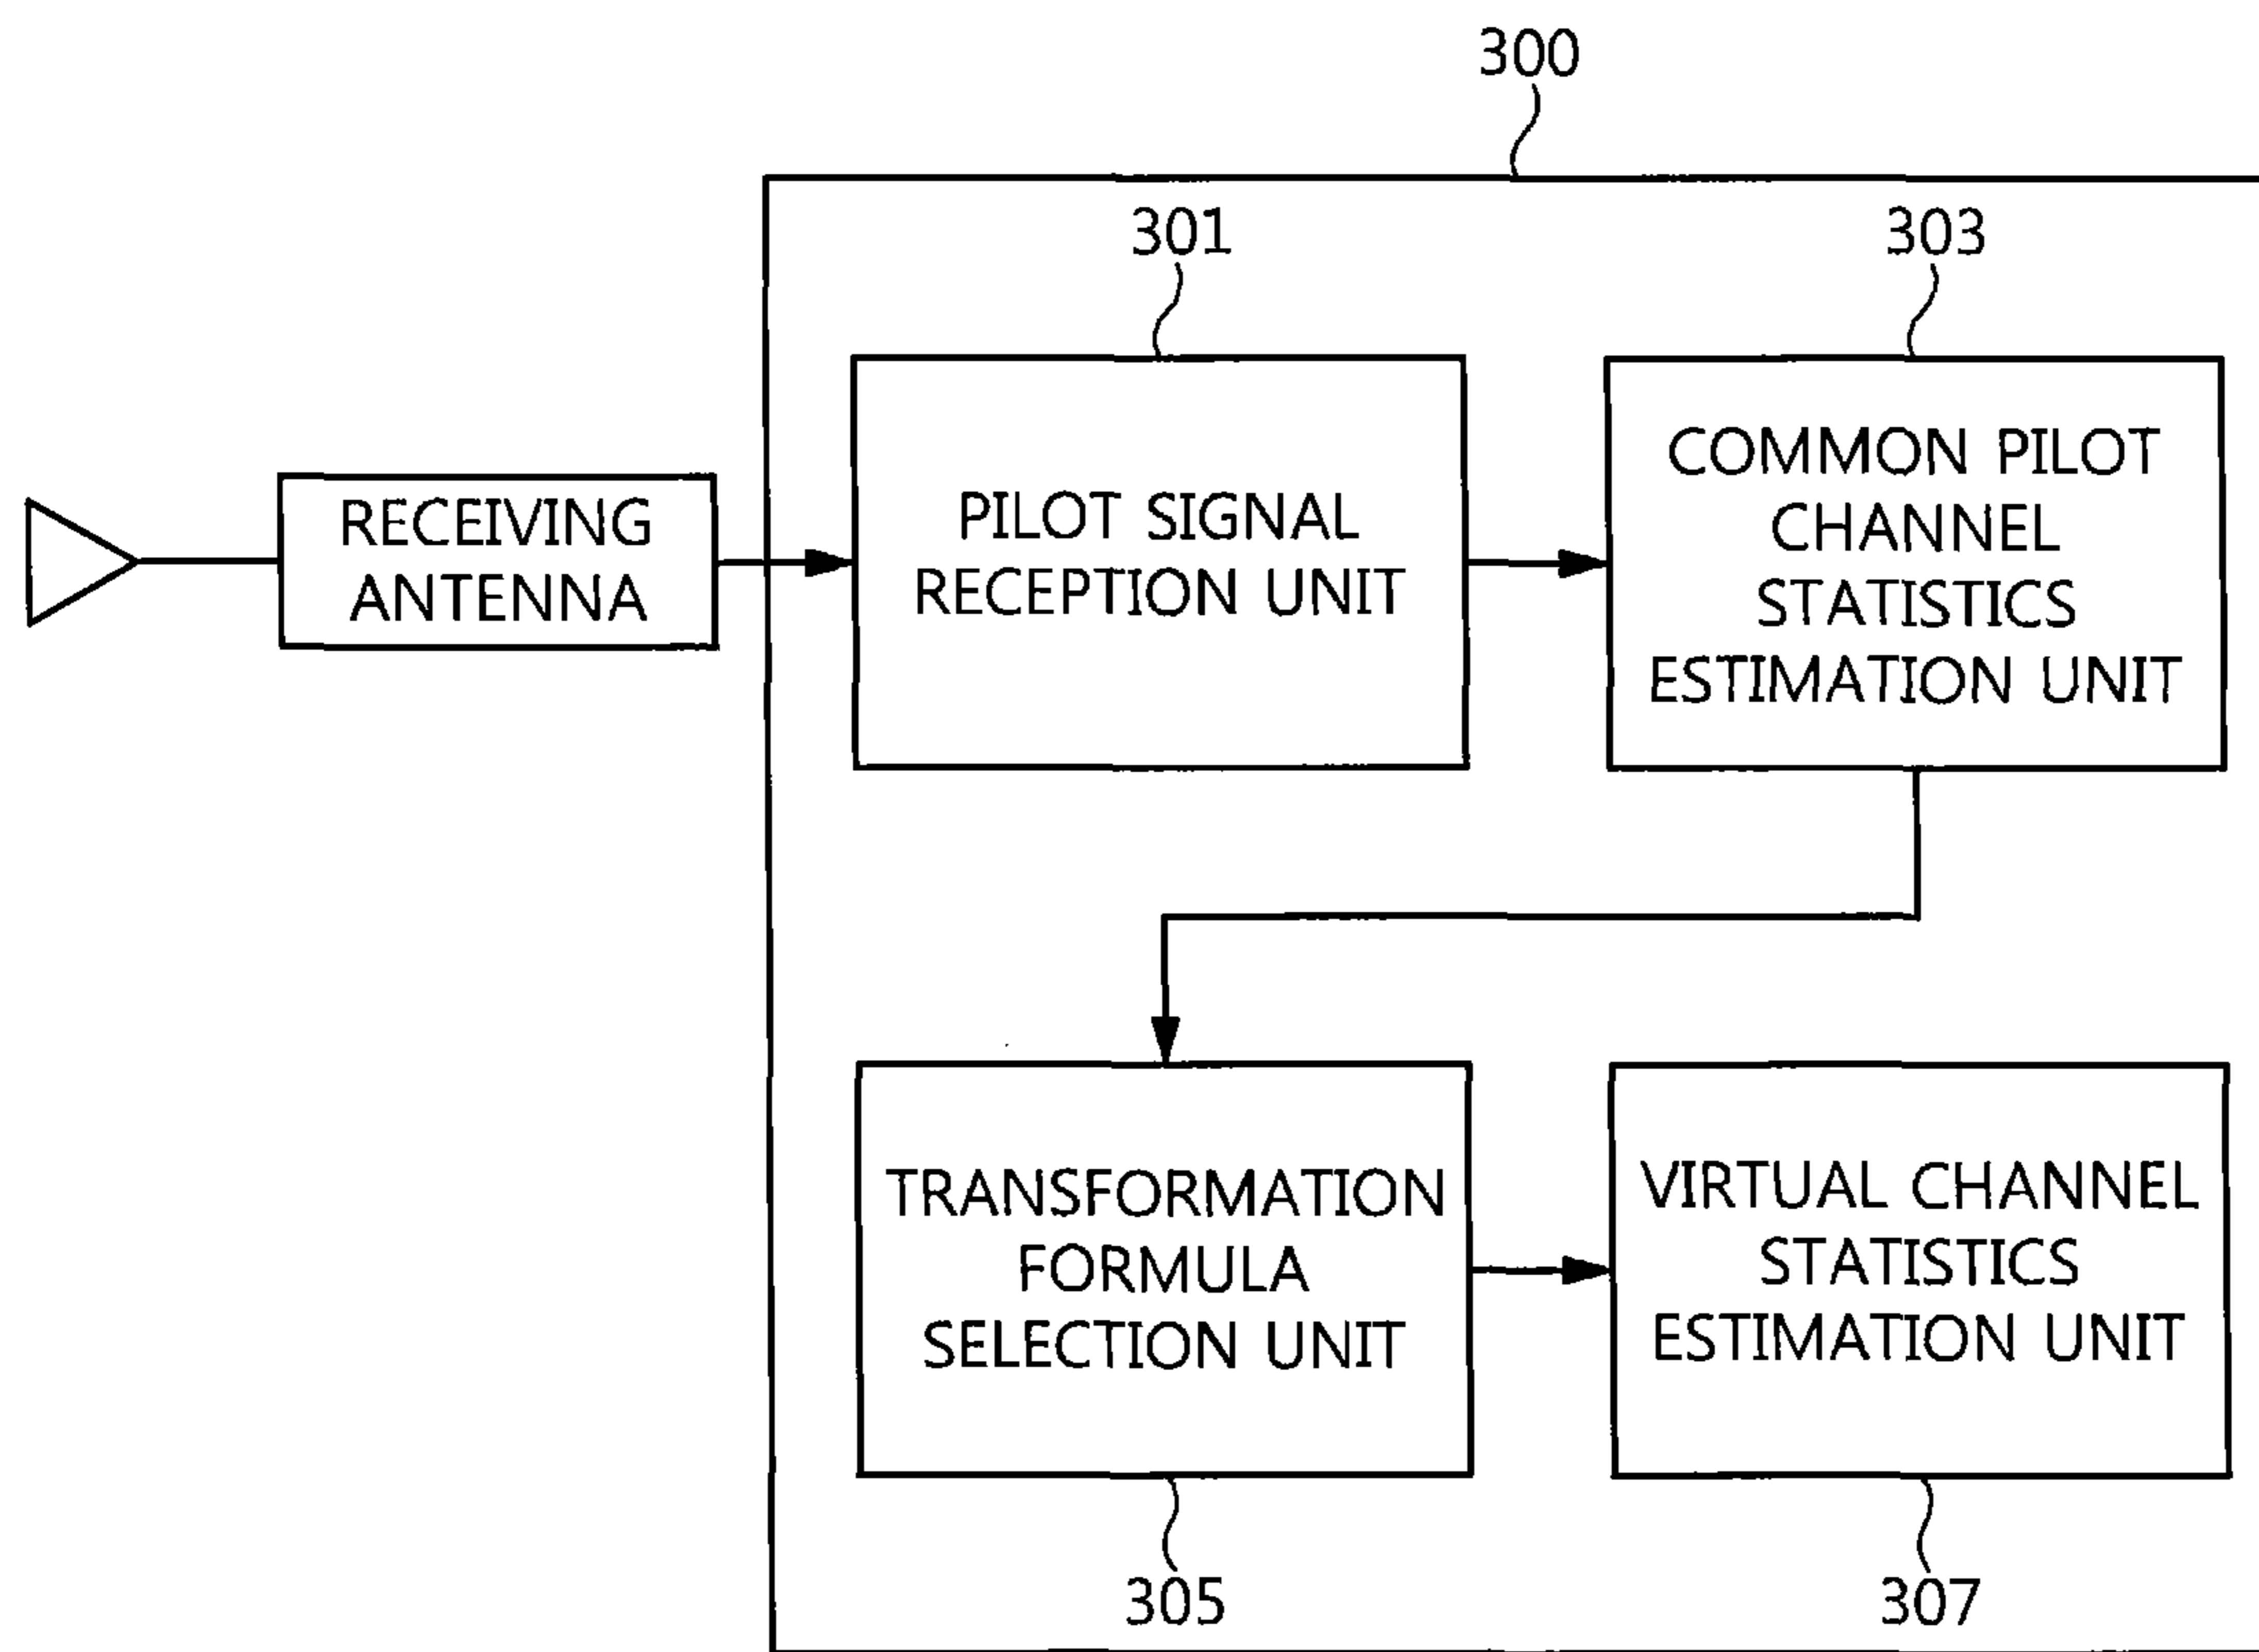 300
301
303
RECEIVING
ANTENNA
PILOT SIGNAL
RECEPTION UNIT
COMMON PILOT
CHANNEL
STATISTICS
ESTIMATION UNIT
TRANSFORMATION
FORMULA
SELECTION UNIT
VIRTUAL CHANNEL
STATISTICS
ESTIMATION UNIT
305
307